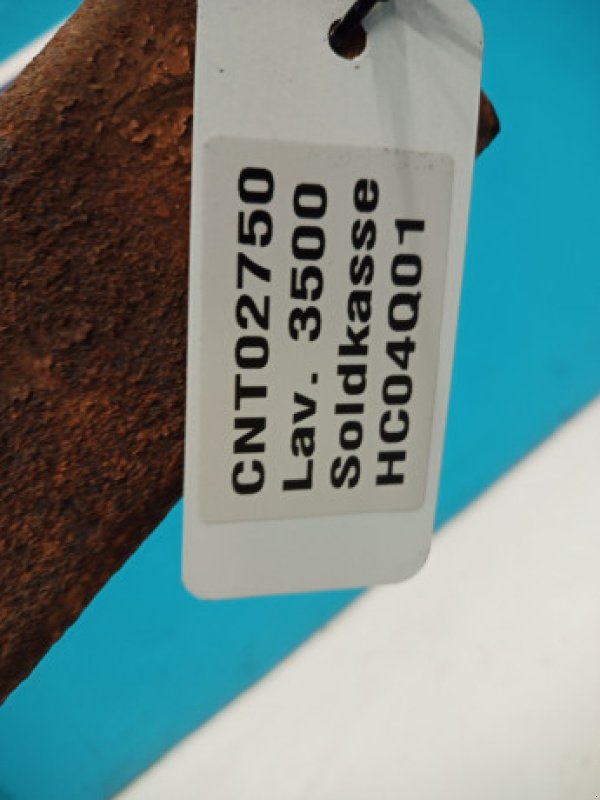 CNT02750
Lav. 3500
Soldkasse
HC04Q01